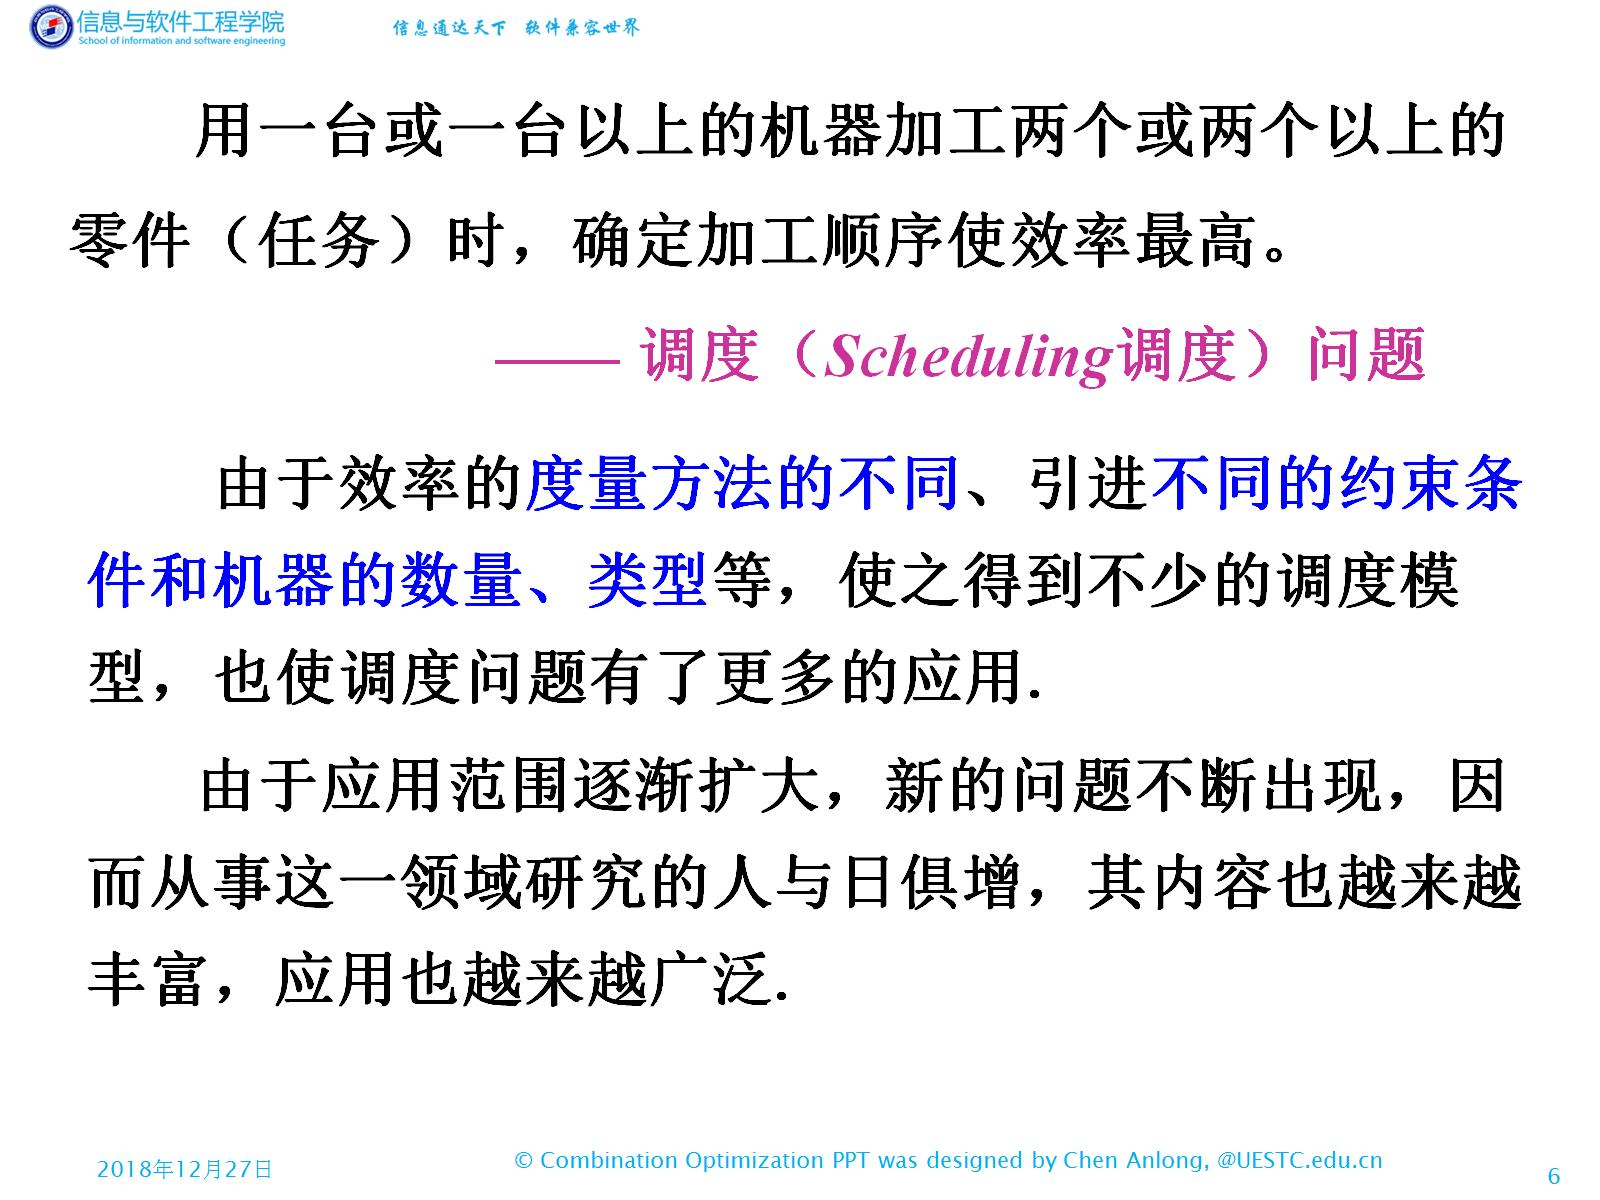 信息与软件工程学院
School of information and software engineering
信息通达天下 软件兼容世界
用一台或一台以上的机器加工两个或两个以上的
零件（任务）时，确定加工顺序使效率最高。
—— 调度（Scheduling调度）问题
由于效率的度量方法的不同、引进不同的约束条
件和机器的数量、类型等，使之得到不少的调度模
型，也使调度问题有了更多的应用.
由于应用范围逐渐扩大，新的问题不断出现，因
而从事这一领域研究的人与日俱增，其内容也越来越
丰富，应用也越来越广泛.
2018年12月27日
© Combination Optimization PPT was designed by Chen Anlong, @UESTC.edu.cn
6